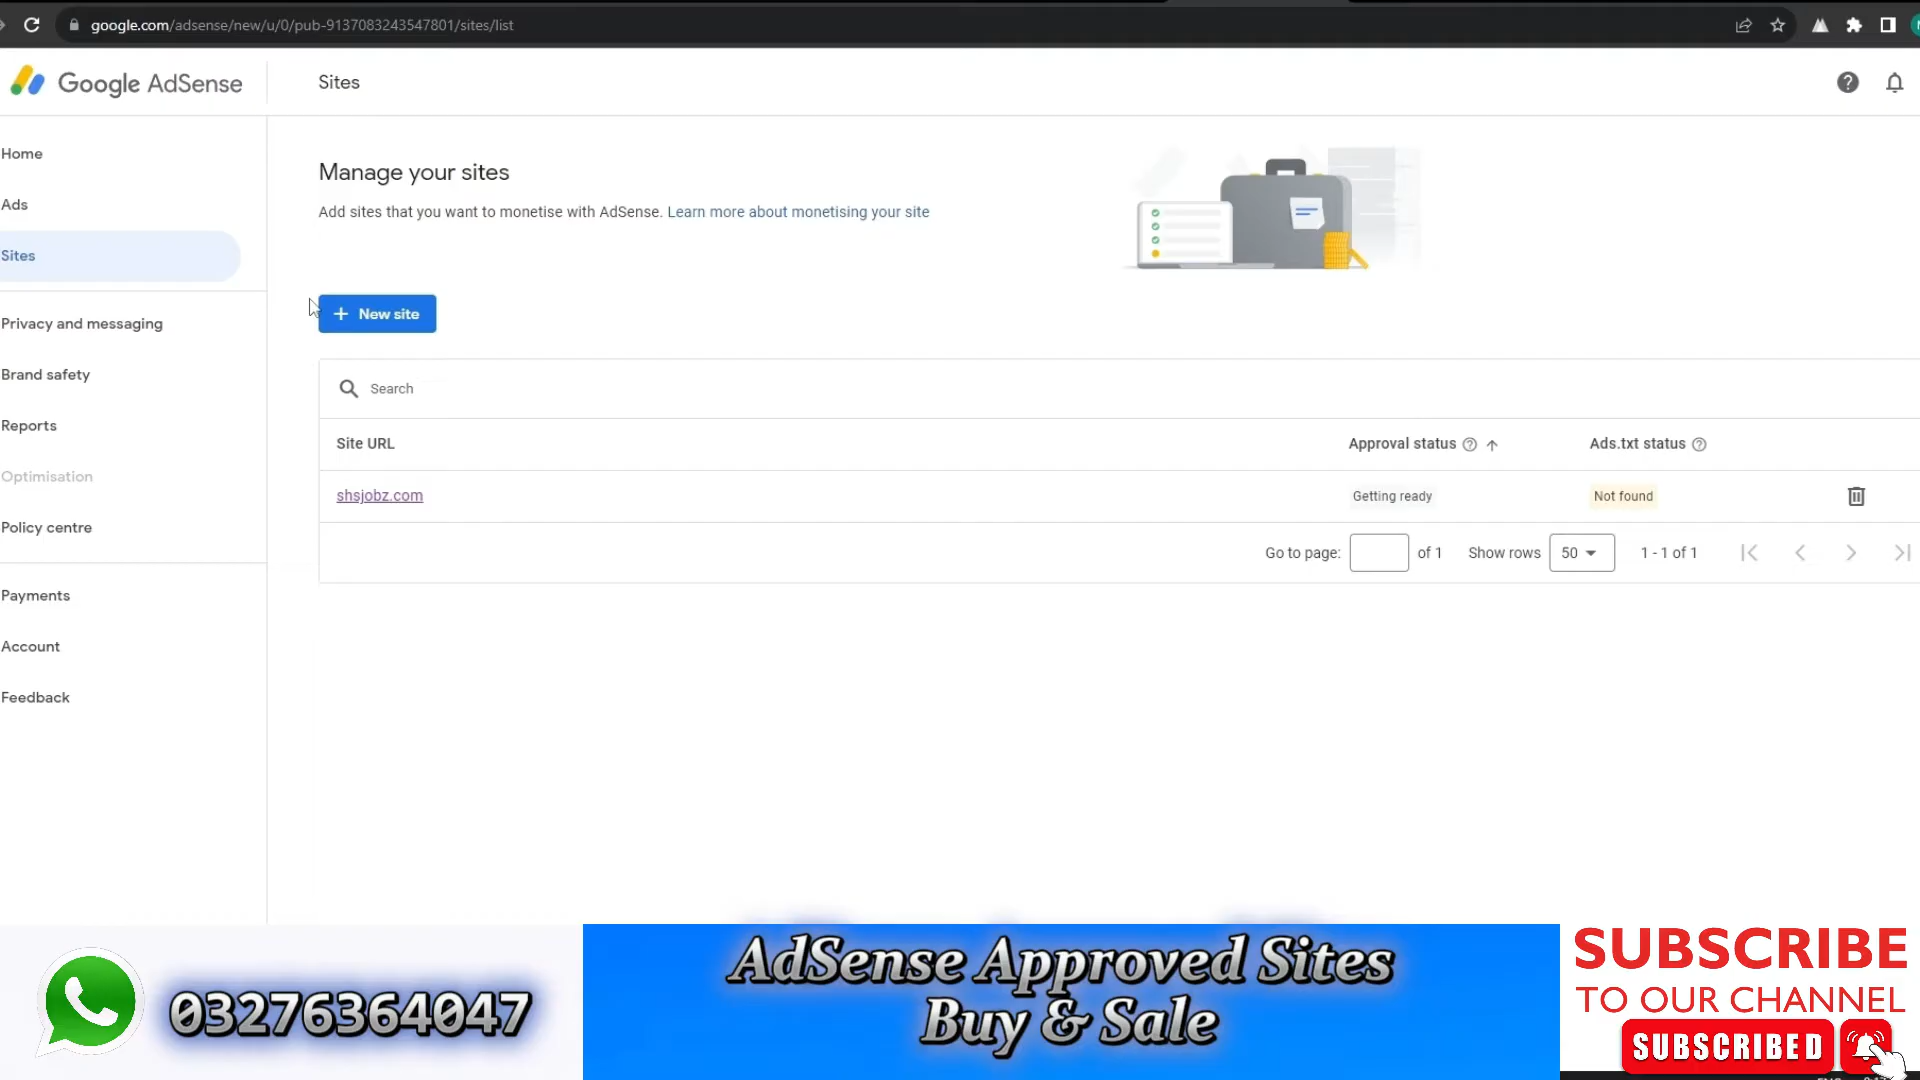 google.com/adsense/new/u/0/pub-9137083243547801/sites/list
Google AdSense
Sites
Home
Ads
Sites
Privacy and messaging
Brand safety
Reports
Optimisation
Policy centre
Payments
Account
Feedback
Manage your sites
Add sites that you want to monetise with AdSense. Learn more about monetising your site
+ New site
Search
Site URL Approval status Ads.txt status
shsjobz.com Getting ready Not found
Go to page: of 1 Show rows 50 1 - 1 of 1
03276364047
AdSense Approved Sites
Buy & Sale
SUBSCRIBE
TO OUR CHANNEL
SUBSCRIBED